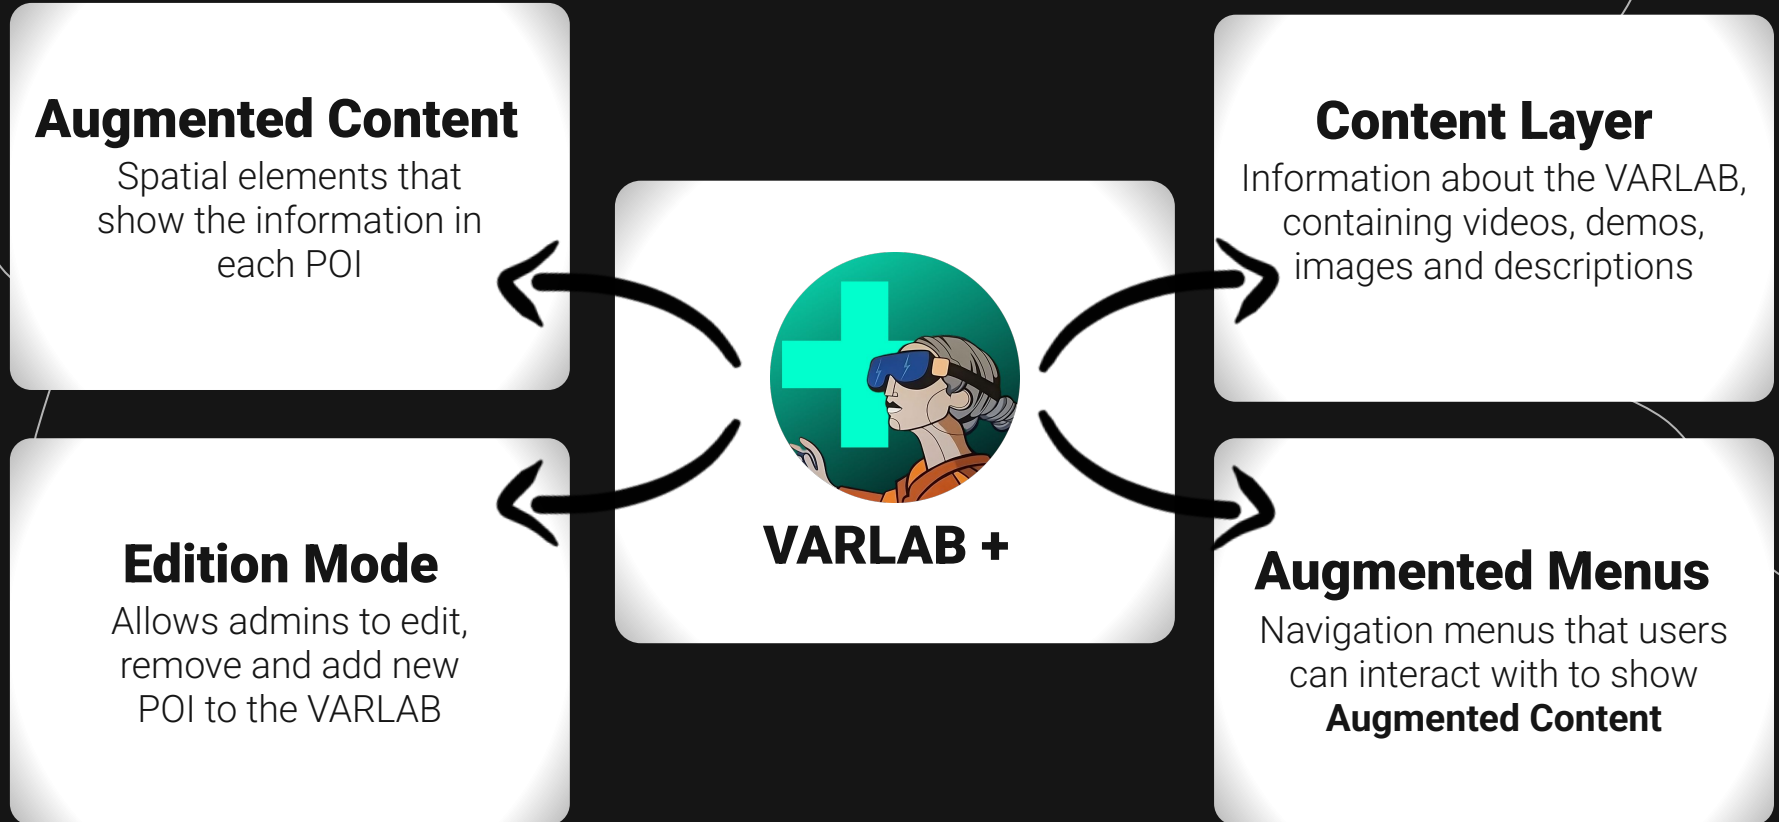 Augmented Content
Spatial elements that
show the information in
each POI
Content Layer
Information about the VARLAB,
containing videos, demos,
images and descriptions
VARLAB +
Edition Mode
Allows admins to edit,
remove and add new
POI to the VARLAB
Augmented Menus
Navigation menus that users
can interact with to show
Augmented Content